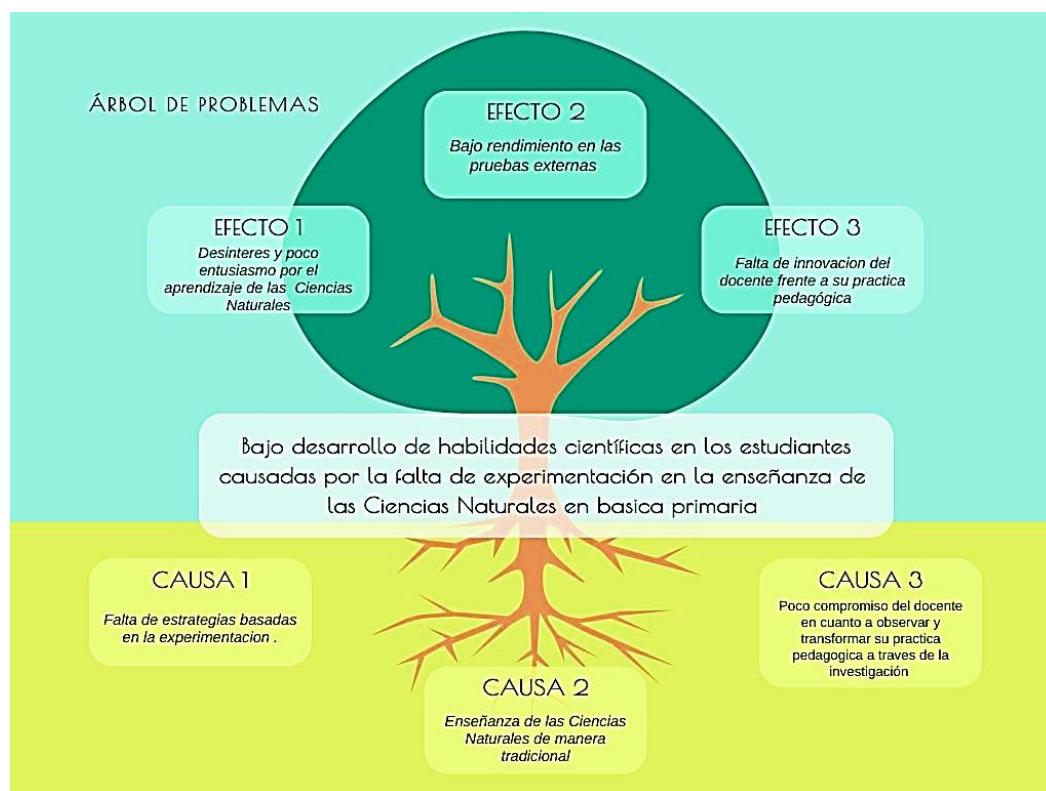 ÁRBOL DE PROBLEMAS
EFECTO 2
Bajo rendimiento en las
pruebas externas
EFECTO 1
Desinteres y poco
entusiasmo por el
aprendizaje de las Ciencias
Naturales
EFECTO 3
Falta de innovacion del
docente frente a su practica
pedagógica
Bajo desarrollo de habilidades científicas en los estudiantes
causadas por la falta de experimentación en la enseñanza de
las Ciencias Naturales en basica primaria
CAUSA 1
Falta de estrategias basadas
en la experimentacion .
CAUSA 2
Enseñanza de las Ciencias
Naturales de manera
tradicional
CAUSA 3
Poco compromiso del docente
en cuanto a observar y
transformar su practica
pedagogica a traves de la
investigación